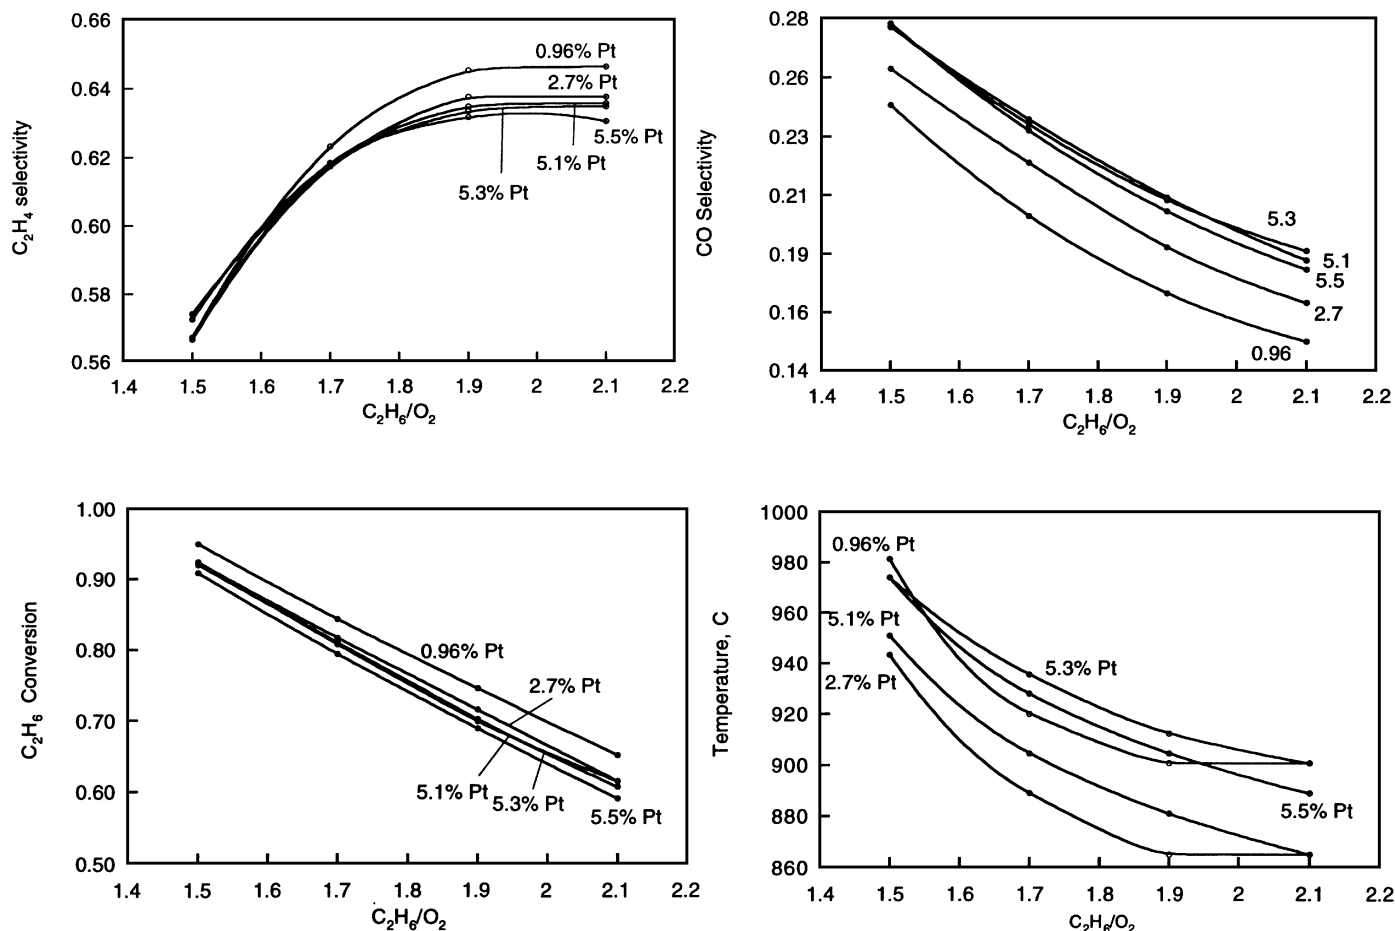 0.66
0.64
0.62
0.60
0.58
0.56
C₂H₄ selectivity
0.96% Pt
2.7% Pt
5.5% Pt
5.1% Pt
5.3% Pt
1.4 1.5 1.6 1.7 1.8 1.9 2 2.1 2.2
C₂H₆/O₂
0.28
0.26
0.23
0.21
0.19
0.16
0.14
CO Selectivity
5.3
5.1
5.5
2.7
0.96
1.4 1.5 1.6 1.7 1.8 1.9 2 2.1 2.2
C₂H₆/O₂
1.00
0.90
0.80
0.70
0.60
0.50
C₂H₆ Conversion
0.96% Pt
2.7% Pt
5.1% Pt
5.3% Pt
5.5% Pt
1.4 1.5 1.6 1.7 1.8 1.9 2 2.1 2.2
C₂H₆/O₂
1000
980
960
940
920
900
880
860
Temperature, C
0.96% Pt
5.1% Pt
5.3% Pt
2.7% Pt
5.5% Pt
1.4 1.5 1.6 1.7 1.8 1.9 2 2.1 2.2
C₂H₆/O₂